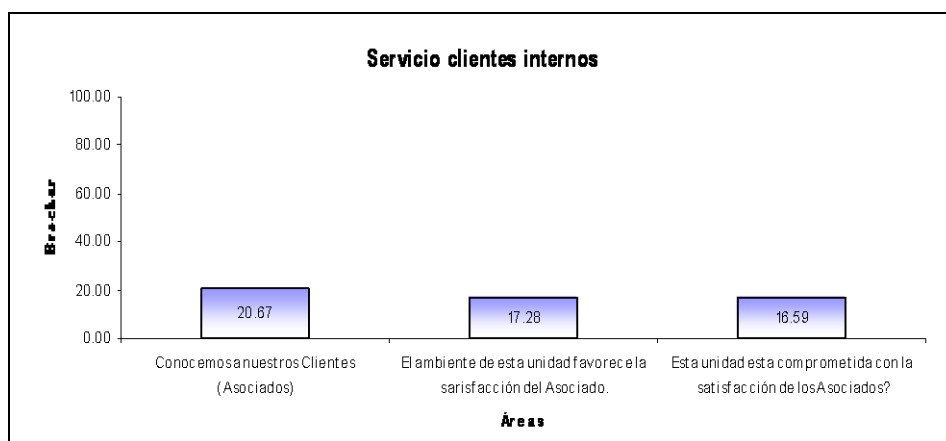 Servicio clientes internos
100.00
80.00
60.00
40.00
20.00
0.00
Brechar
20.67
17.28
16.59
Conocemos a nuestros Clientes
(Asociados)
El ambiente de esta unidad favorece la
sarisfacción del Asociado.
Esta unidad esta comprometida con la
satisfacción de los Asociados?
Áreas